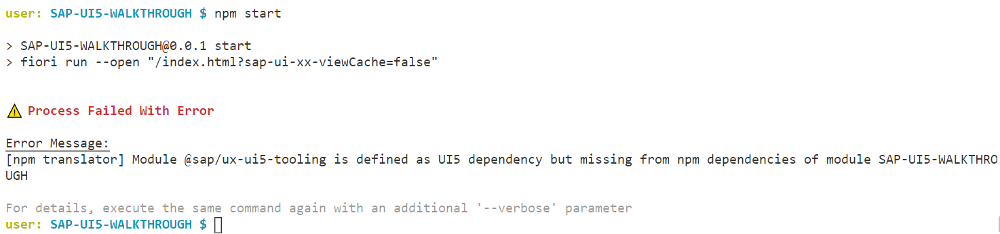 user: SAP-UI5-WALKTHROUGH $ npm start
> SAP-UI5-WALKTHROUGH@0.0.1 start
> fiori run --open "/index.html?sap-ui-xx-viewCache=false"
Process Failed With Error
Error Message:
[npm translator] Module @sap/ux-ui5-tooling is defined as UI5 dependency but missing from npm dependencies of module SAP-UI5-WALKTHRO
UGH
For details, execute the same command again with an additional '--verbose' parameter
user: SAP-UI5-WALKTHROUGH $